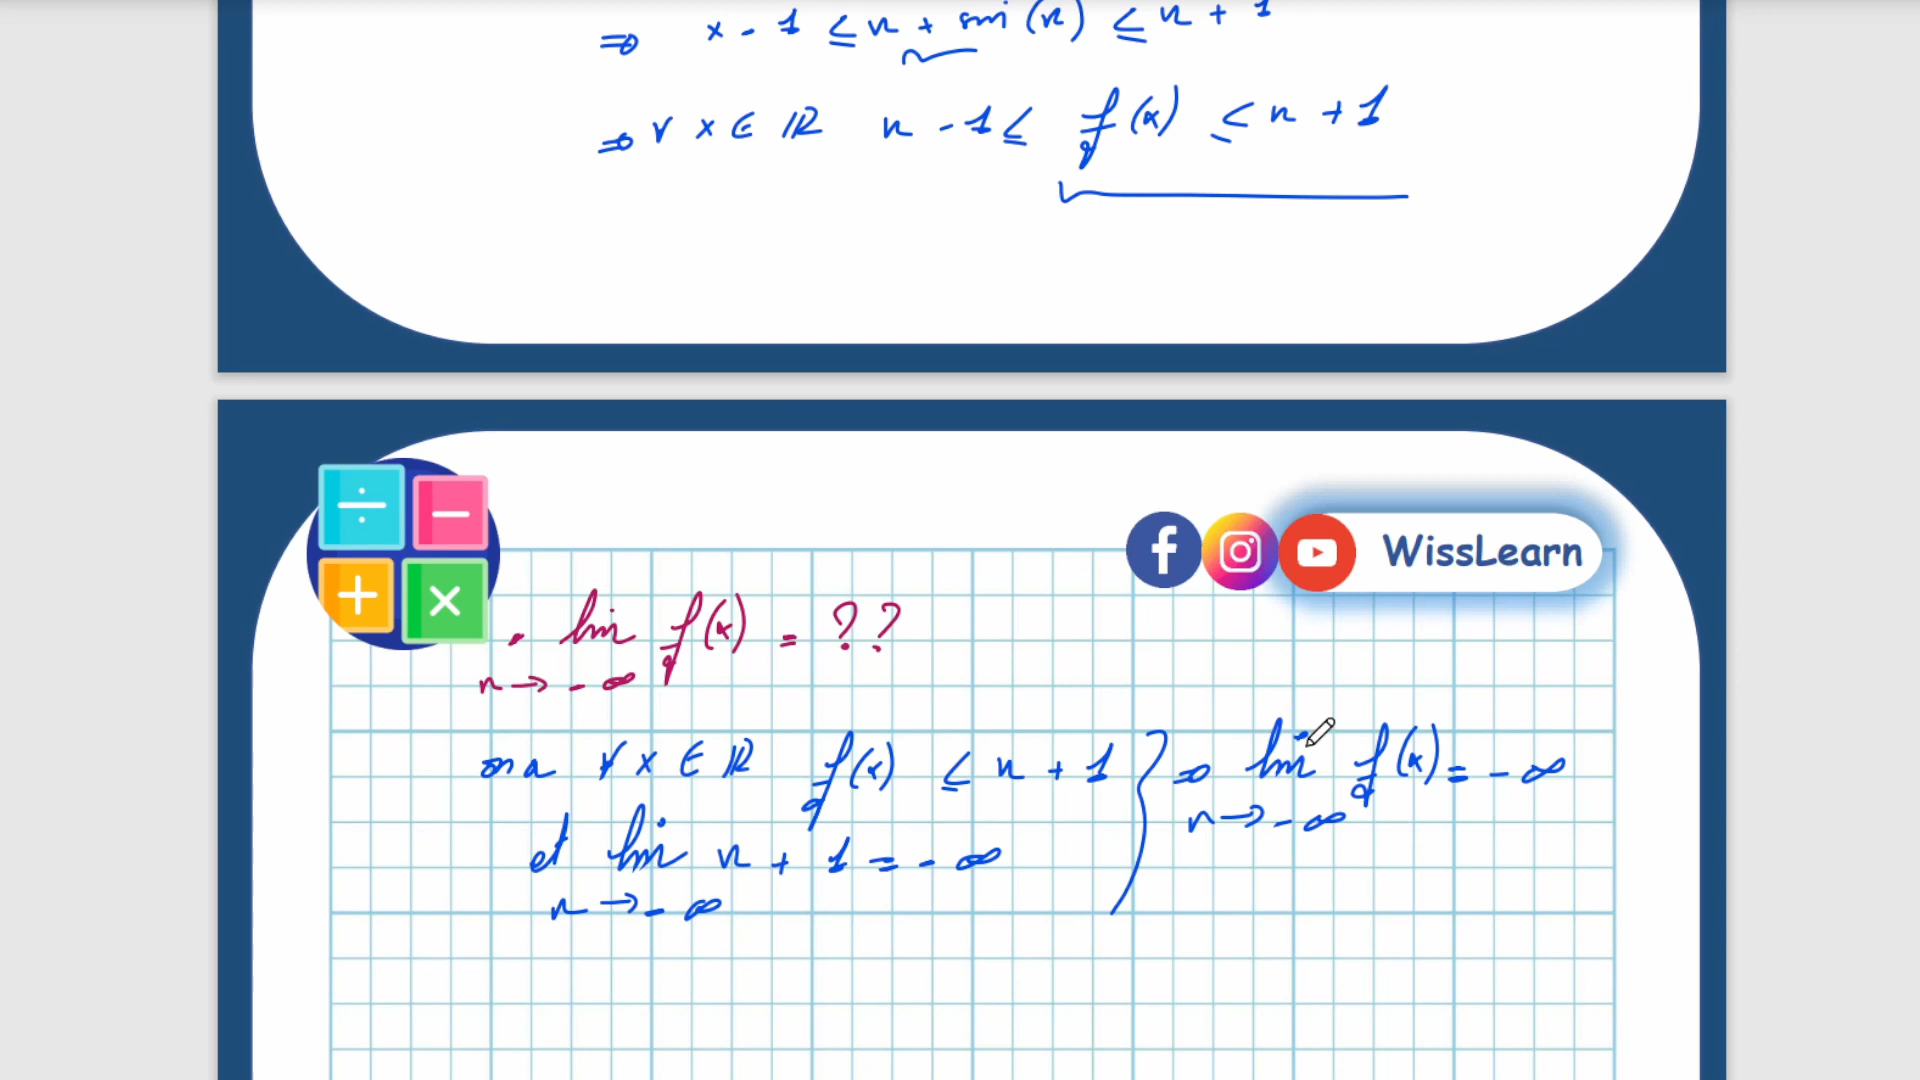 ⇒ x - 1 ≤ x + sin(x) ≤ x + 1
⇒ ∀ x ∈ ℝ x - 1 ≤ f(x) ≤ x + 1
WissLearn
• lim f(x) = ??
x → - ∞
on a ∀ x ∈ ℝ f(x) ≤ x + 1 } ⇒ lim f(x) = - ∞
x → - ∞
et lim x + 1 = - ∞
x → - ∞